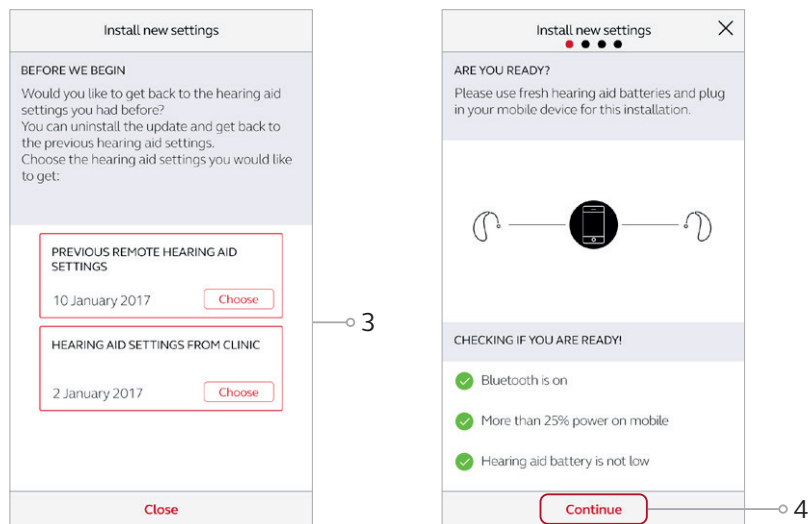 Install new settings
BEFORE WE BEGIN
Would you like to get back to the hearing aid
settings you had before?
You can uninstall the update and get back to
the previous hearing aid settings.
Choose the hearing aid settings you would like
to get:
PREVIOUS REMOTE HEARING AID
SETTINGS
10 January 2017 Choose
HEARING AID SETTINGS FROM CLINIC
2 January 2017 Choose
Close
3
Install new settings
ARE YOU READY?
Please use fresh hearing aid batteries and plug
in your mobile device for this installation.
CHECKING IF YOU ARE READY!
Bluetooth is on
More than 25% power on mobile
Hearing aid battery is not low
Continue
4